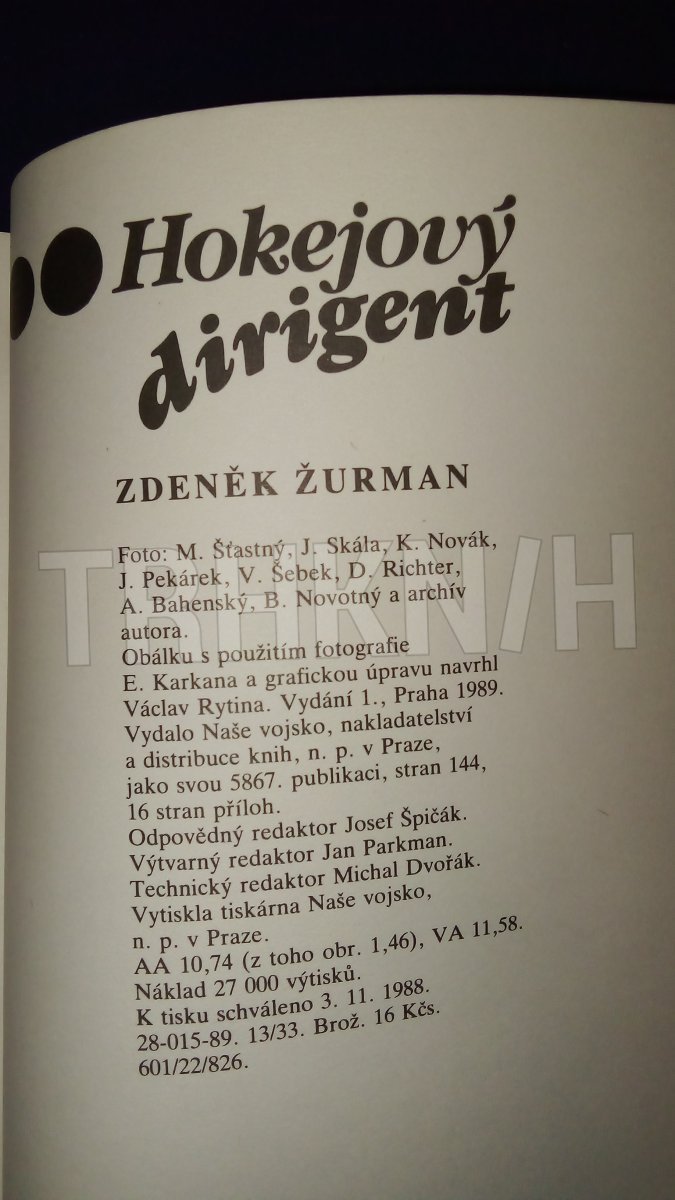 Hokejový
dirigent
ZDENĚK ŽURMAN
Foto: M. Šťastný, J. Skála, K. Novák,
J. Pekárek, V. Šebek, D. Richter,
A. Bahenský, B. Novotný a archív
autora.
Obálku s použitím fotografie
E. Karkana a grafickou úpravu navrhl
Václav Rytina. Vydání 1., Praha 1989.
Vydalo Naše vojsko, nakladatelství
a distribuce knih, n. p. v Praze,
jako svou 5867. publikaci, stran 144,
16 stran příloh.
Odpovědný redaktor Josef Špičák.
Výtvarný redaktor Jan Parkman.
Technický redaktor Michal Dvořák.
Vytiskla tiskárna Naše vojsko,
n. p. v Praze.
AA 10,74 (z toho obr. 1,46), VA 11,58.
Náklad 27 000 výtisků.
K tisku schváleno 3. 11. 1988.
28-015-89. 13/33. Brož. 16 Kčs.
601/22/826.
TBHKN/H